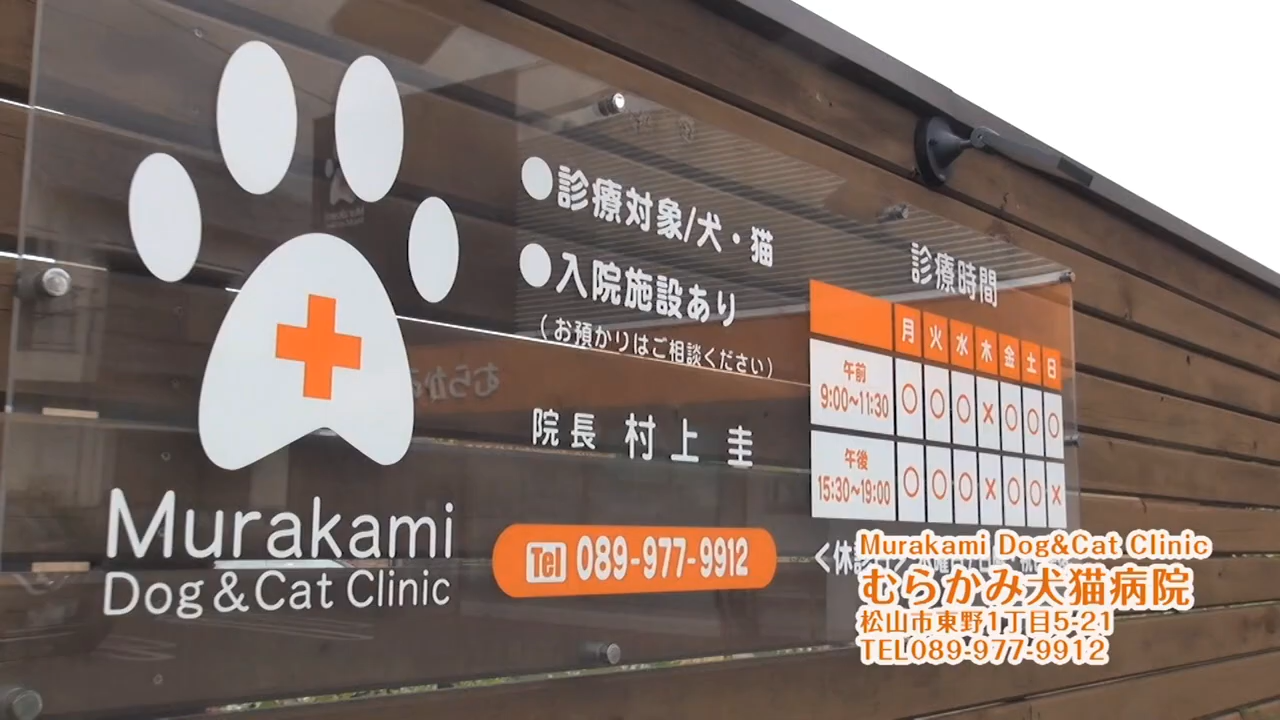 Murakami
Dog&Cat Clinic
●診療対象/犬・猫
●入院施設あり
(お預かりはご相談ください)
院長 村上 圭
Tel 089-977-9912
診療時間
月 火 水 木 金 土 日
午前 9:00~11:30 ○ ○ ○ × ○ ○ ○
午後 15:30~19:00 ○ ○ ○ × ○ ○ ×
<休診
Murakami Dog&Cat Clinic
むらかみ犬猫病院
松山市東野1丁目5-21
TEL089-977-9912